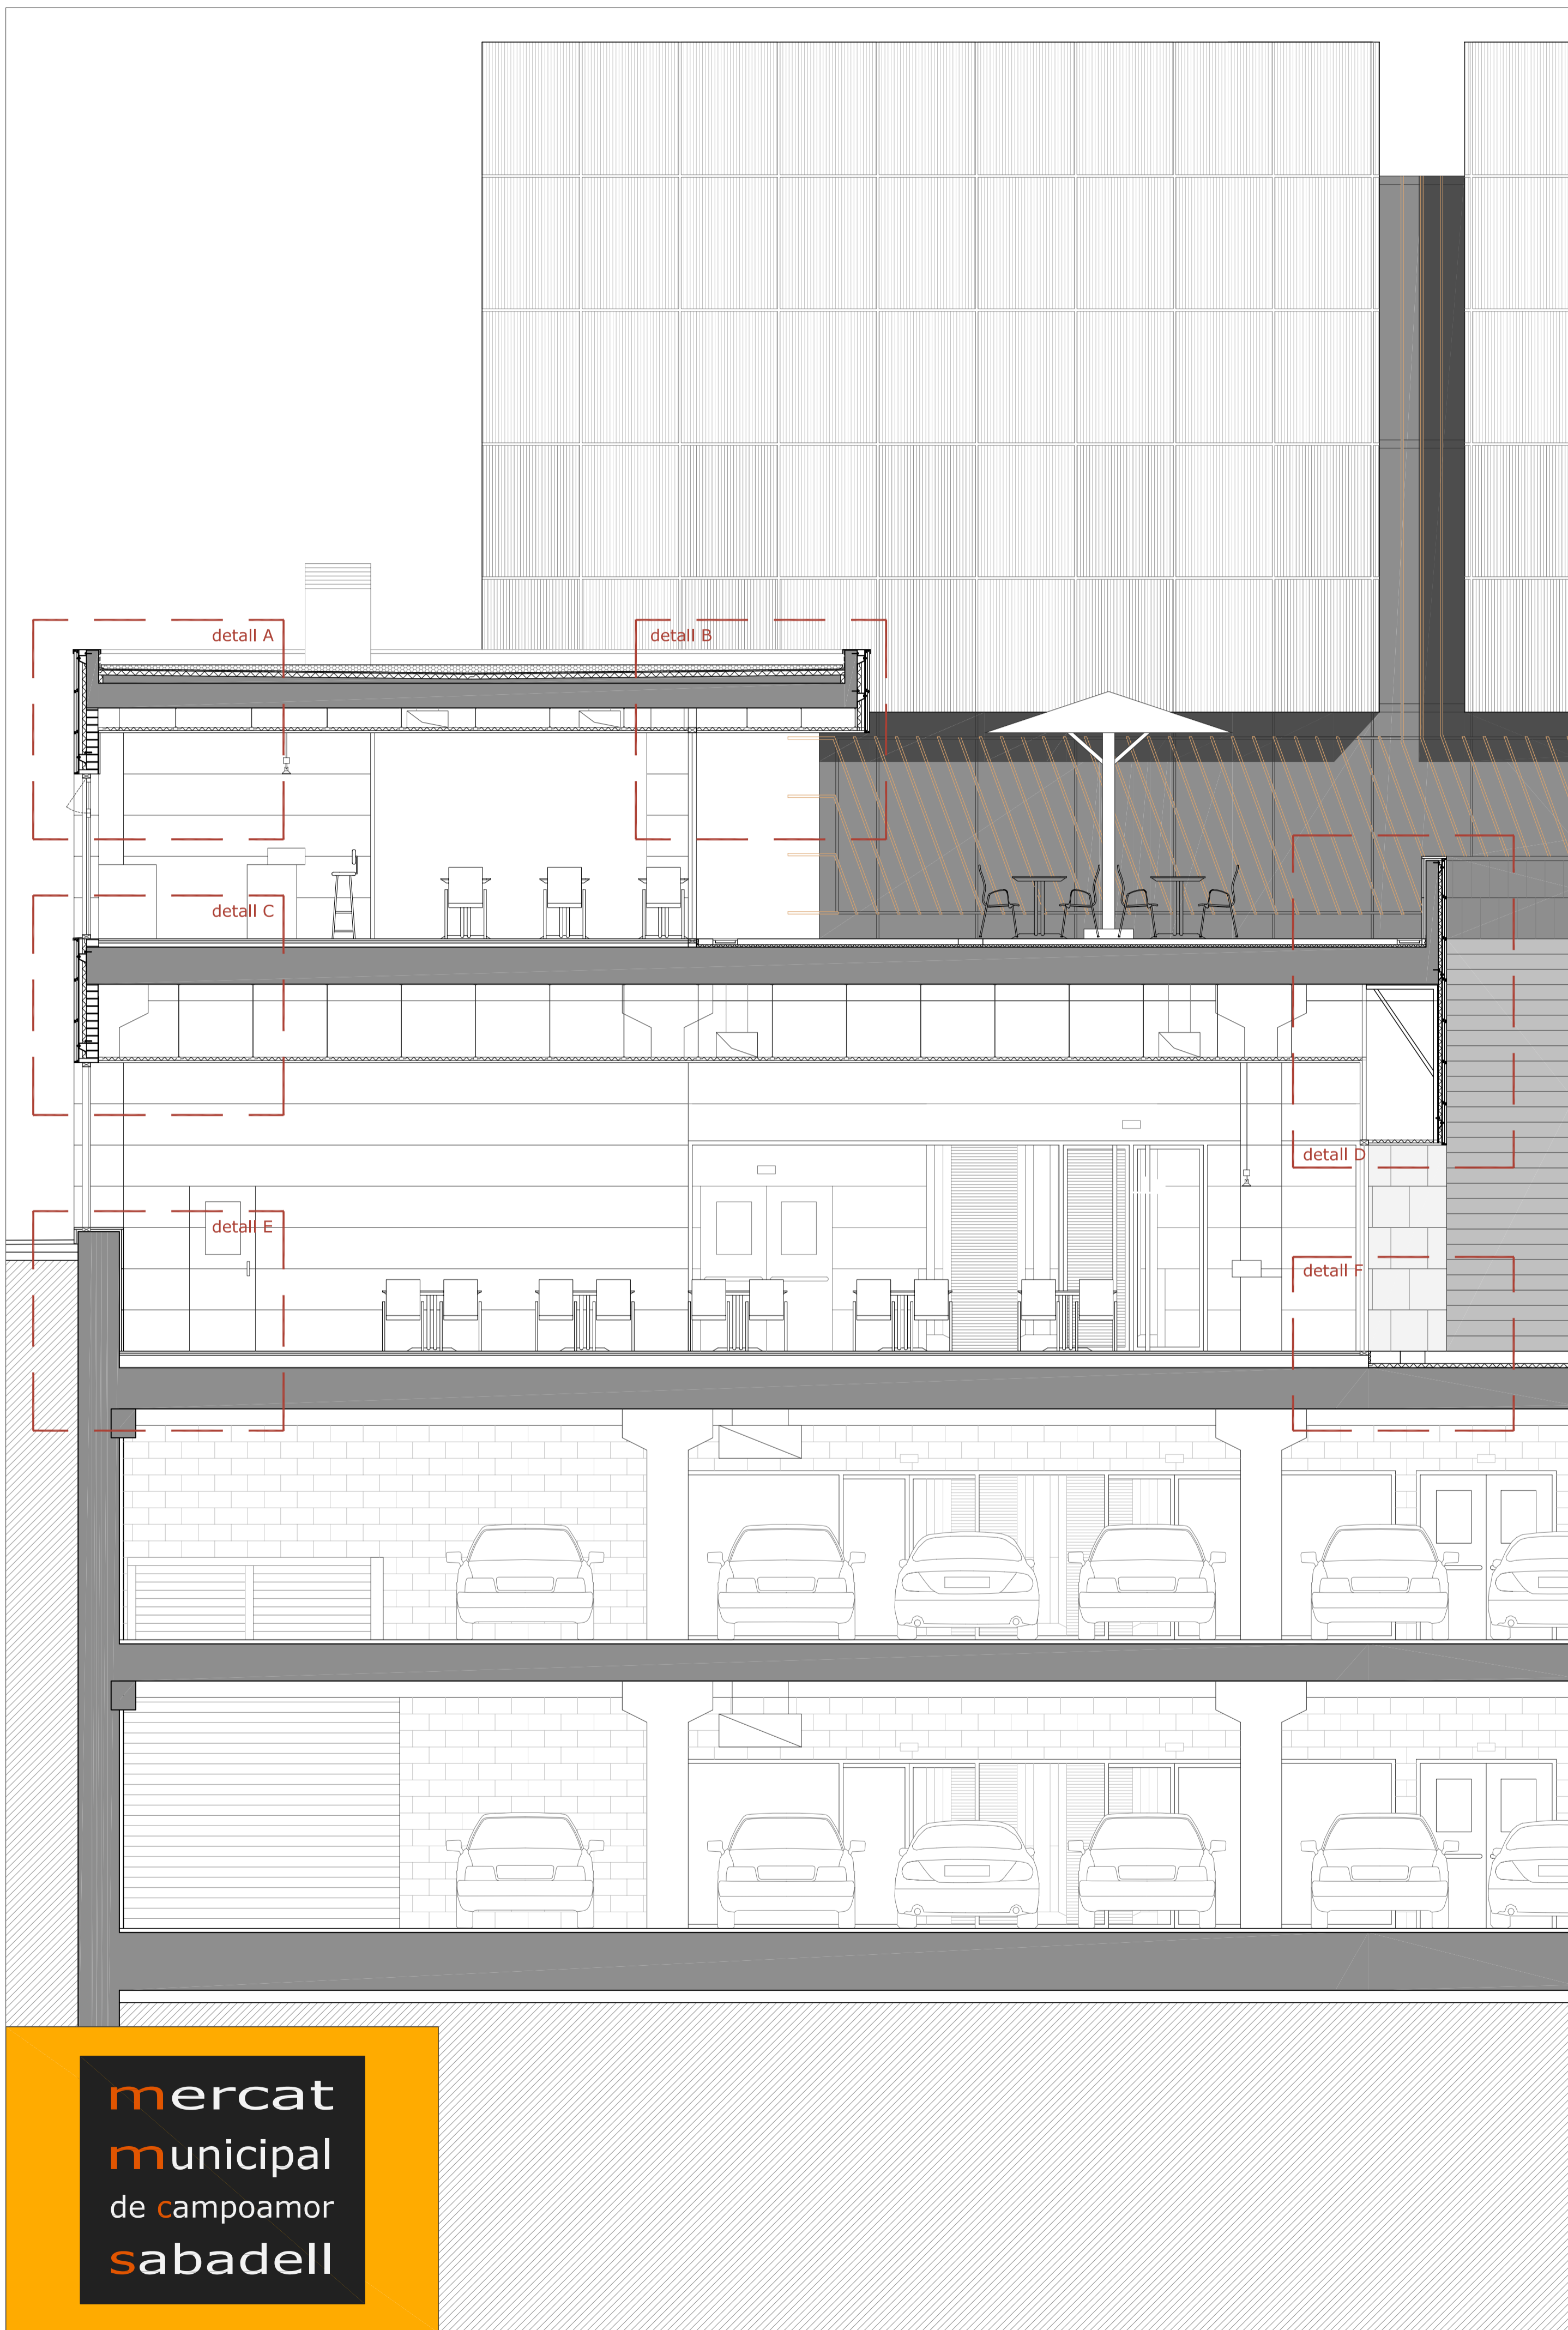 detall A
detall B
detall C
detall D
detall E
detall F
mercat
municipal
de campoamor
sabadell